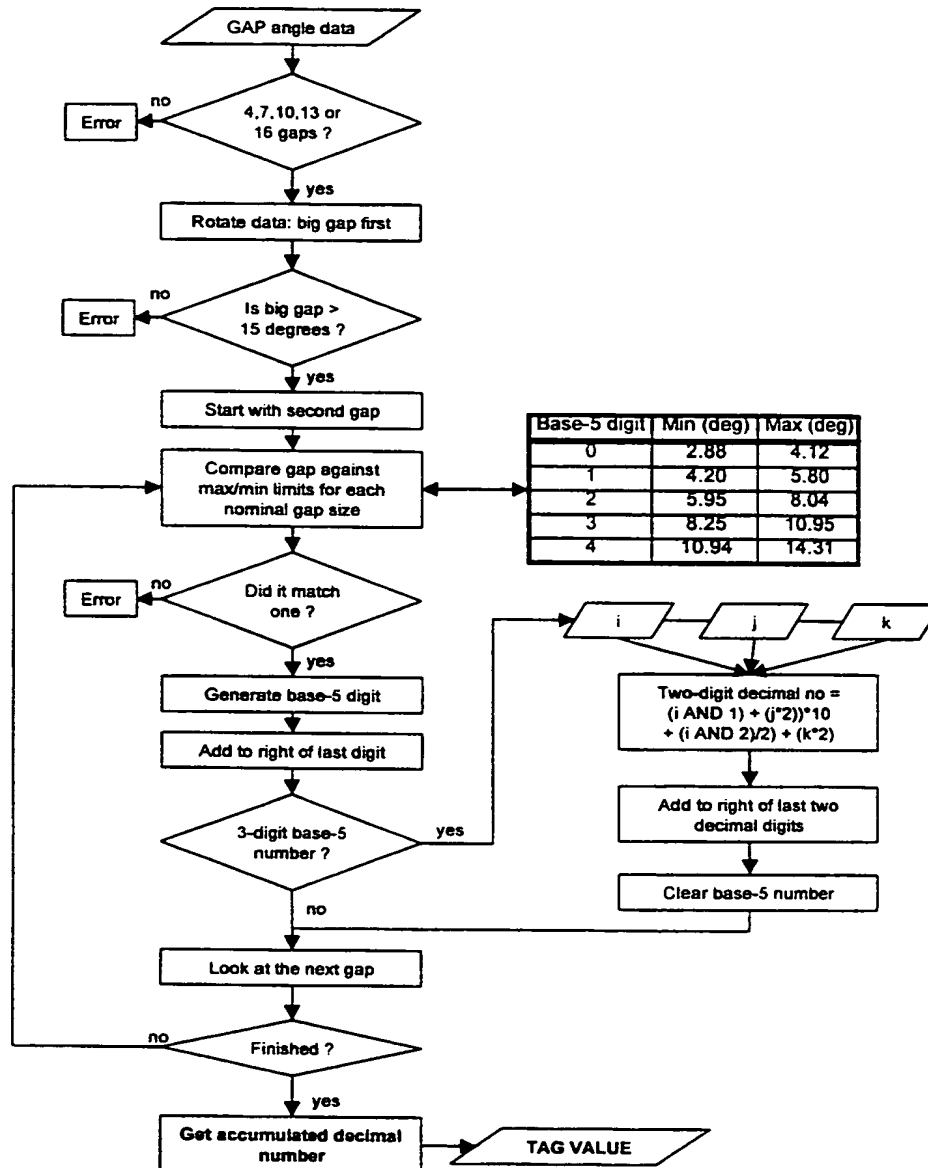 GAP angle data
no
Error
4,7,10,13 or
16 gaps ?
yes
Rotate data: big gap first
no
Error
Is big gap >
15 degrees ?
yes
Start with second gap
Compare gap against
max/min limits for each
nominal gap size
Base-5 digit Min (deg) Max (deg)
0 2.88 4.12
1 4.20 5.80
2 5.95 8.04
3 8.25 10.95
4 10.94 14.31
no
Error
Did it match
one ?
yes
Generate base-5 digit
Add to right of last digit
3-digit base-5
number ?
yes
i j k
Two-digit decimal no =
(i AND 1) + (j*2))*10
+ (i AND 2)/2) + (k*2)
Add to right of last two
decimal digits
Clear base-5 number
no
Look at the next gap
no
Finished ?
yes
Get accumulated decimal
number
TAG VALUE